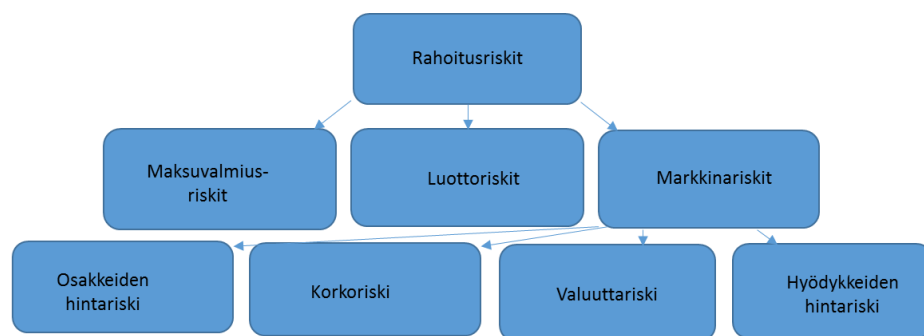 Rahoitusriskit
Maksuvalmius-
riskit
Luottoriskit
Markkinariskit
Osakkeiden
hintariski
Korkoriski
Valuuttariski
Hyödykkeiden
hintariski